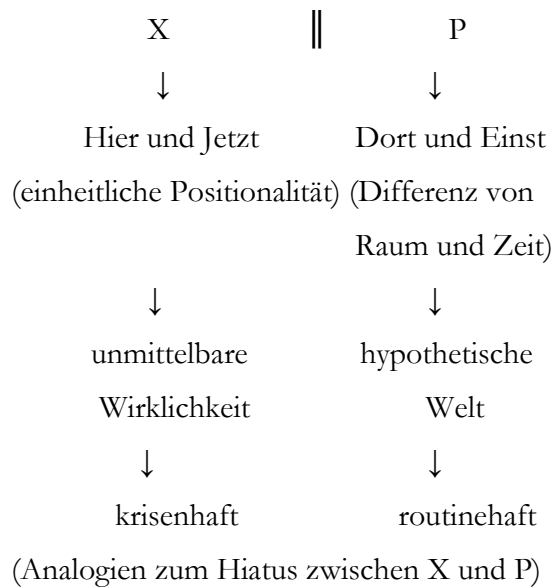 X ‖ P
↓ ↓
Hier und Jetzt Dort und Einst
(einheitliche Positionalität) (Differenz von
Raum und Zeit)
↓ ↓
unmittelbare hypothetische
Wirklichkeit Welt
↓ ↓
krisenhaft routinehaft
(Analogien zum Hiatus zwischen X und P)